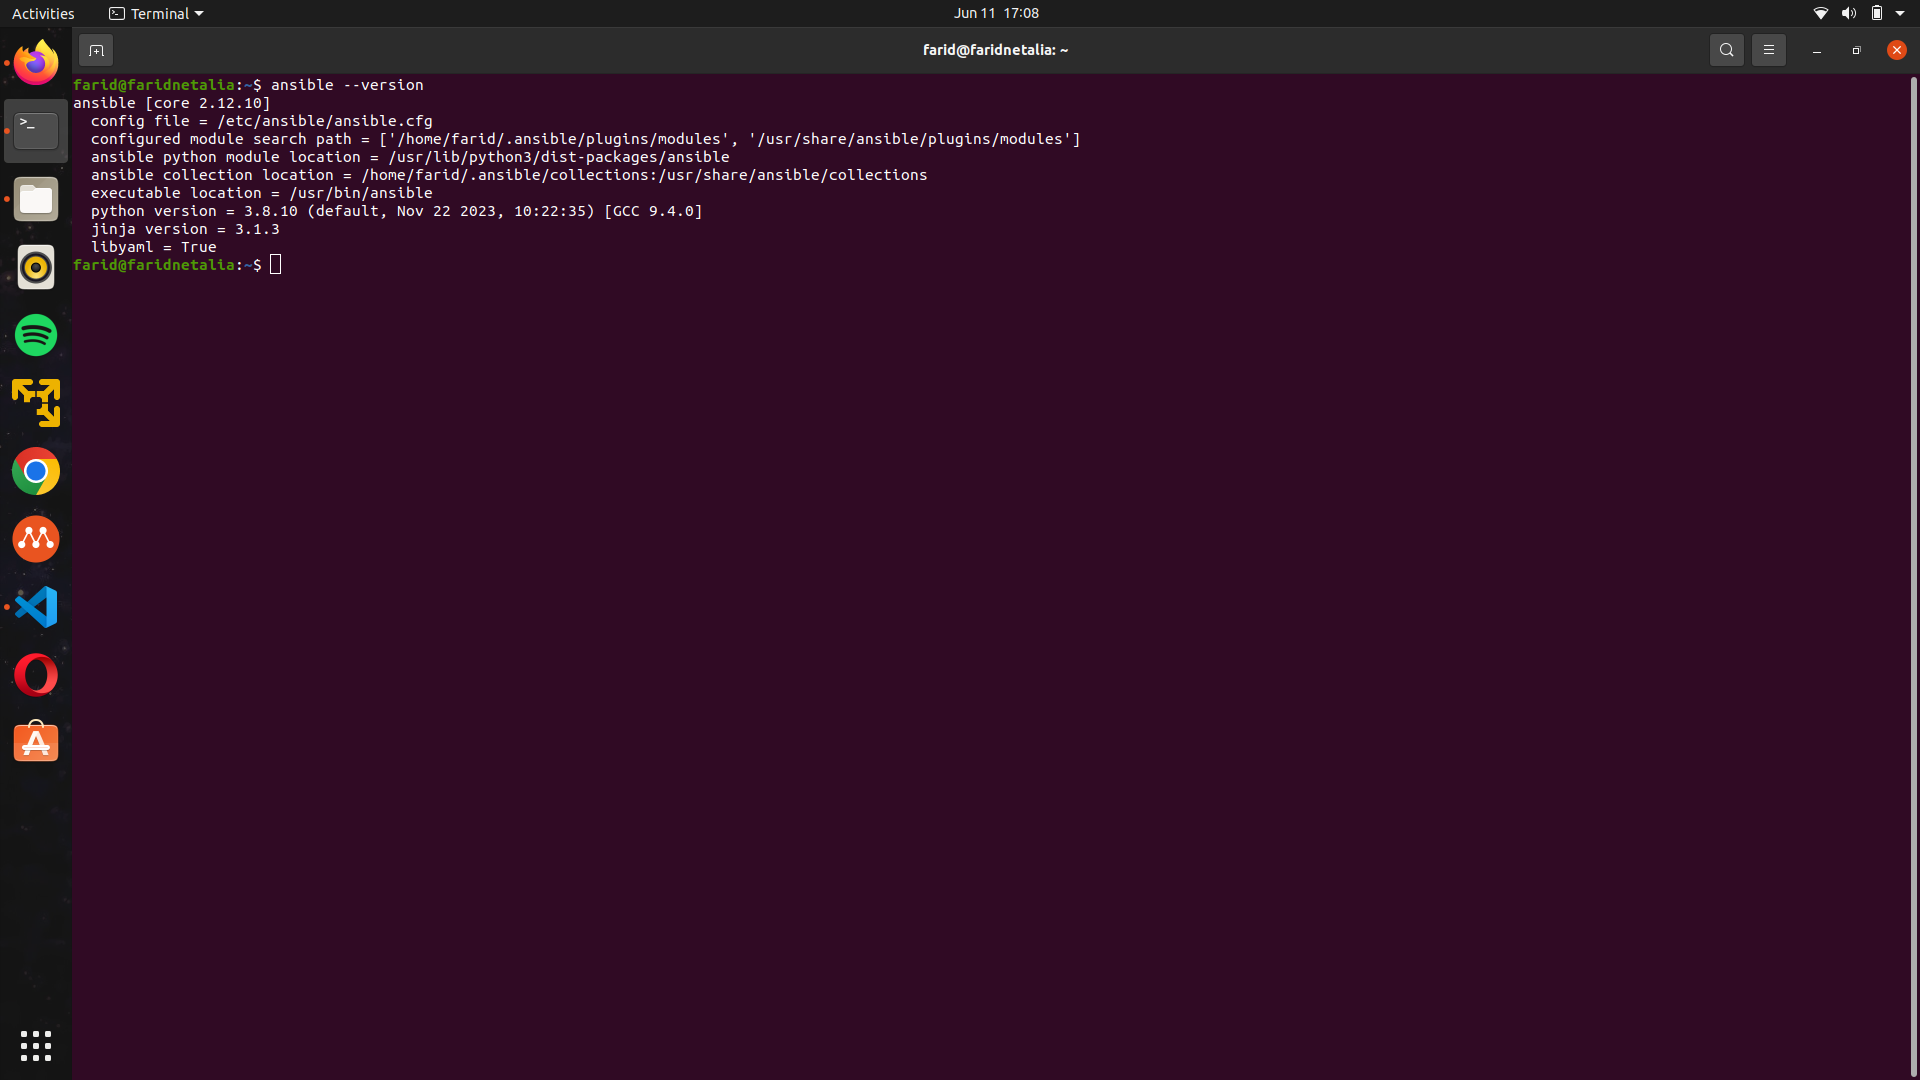 Activities
Terminal
Jun 11 17:08
farid@faridnetalia: ~
farid@faridnetalia:~$ ansible --version
ansible [core 2.12.10]
  config file = /etc/ansible/ansible.cfg
  configured module search path = ['/home/farid/.ansible/plugins/modules', '/usr/share/ansible/plugins/modules']
  ansible python module location = /usr/lib/python3/dist-packages/ansible
  ansible collection location = /home/farid/.ansible/collections:/usr/share/ansible/collections
  executable location = /usr/bin/ansible
  python version = 3.8.10 (default, Nov 22 2023, 10:22:35) [GCC 9.4.0]
  jinja version = 3.1.3
  libyaml = True
farid@faridnetalia:~$